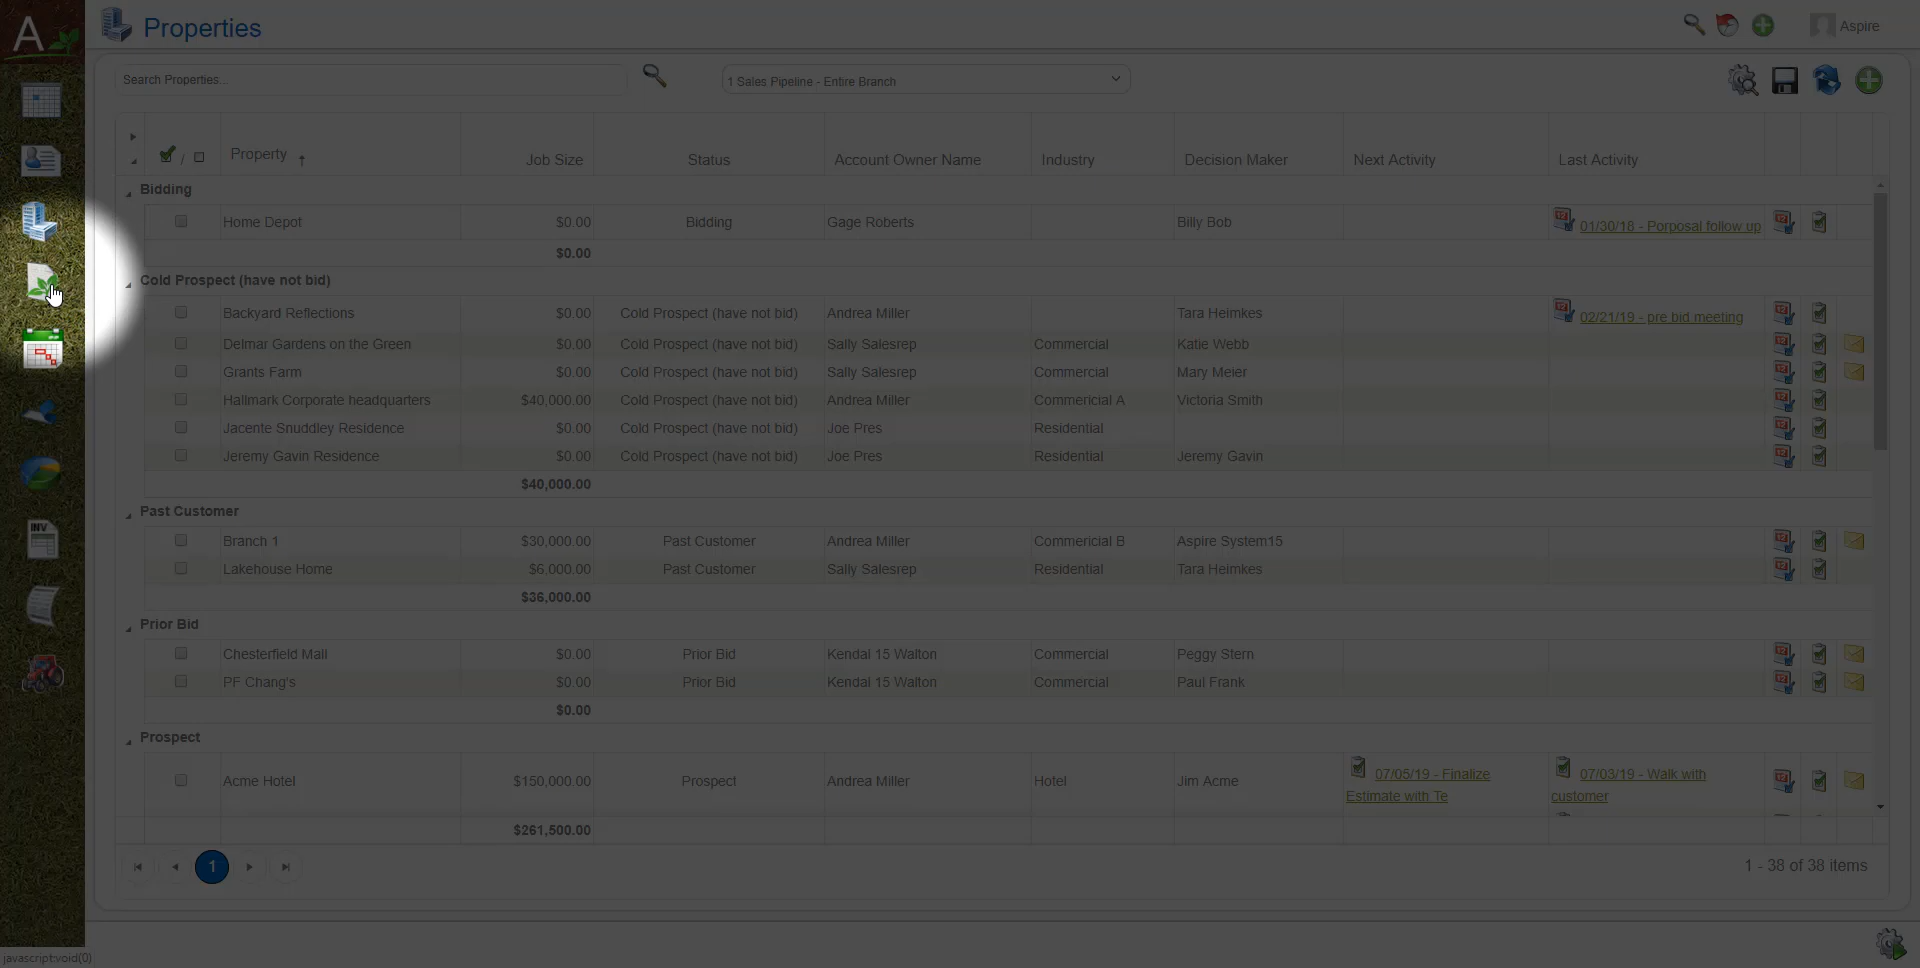 A
Properties
Aspire
Search Properties...
1 Sales Pipeline - Entire Branch
/ Property Job Size Status Account Owner Name Industry Decision Maker Next Activity Last Activity
Bidding
Home Depot $0.00 Bidding Gage Roberts Billy Bob 01/30/18 - Porposal follow up
$0.00
Cold Prospect (have not bid)
Backyard Reflections $0.00 Cold Prospect (have not bid) Andrea Miller Tara Heimkes 02/21/19 - pre bid meeting
Delmar Gardens on the Green $0.00 Cold Prospect (have not bid) Sally Salesrep Commercial Katie Webb
Grants Farm $0.00 Cold Prospect (have not bid) Sally Salesrep Commercial Mary Meier
Hallmark Corporate headquarters $40,000.00 Cold Prospect (have not bid) Andrea Miller Commericial A Victoria Smith
Jacente Snuddley Residence $0.00 Cold Prospect (have not bid) Joe Pres Residential
Jeremy Gavin Residence $0.00 Cold Prospect (have not bid) Joe Pres Residential Jeremy Gavin
$40,000.00
Past Customer
Branch 1 $30,000.00 Past Customer Andrea Miller Commericial B Aspire System15
Lakehouse Home $6,000.00 Past Customer Sally Salesrep Residential Tara Heimkes
$36,000.00
INV
Prior Bid
Chesterfield Mall $0.00 Prior Bid Kendal 15 Walton Commercial Peggy Stern
PF Chang's $0.00 Prior Bid Kendal 15 Walton Commercial Paul Frank
$0.00
Prospect
Acme Hotel $150,000.00 Prospect Andrea Miller Hotel Jim Acme 07/05/19 - Finalize 07/03/19 - Walk with
Estimate with Te customer
$261,500.00
1
1 - 38 of 38 items
javascript:void(0)